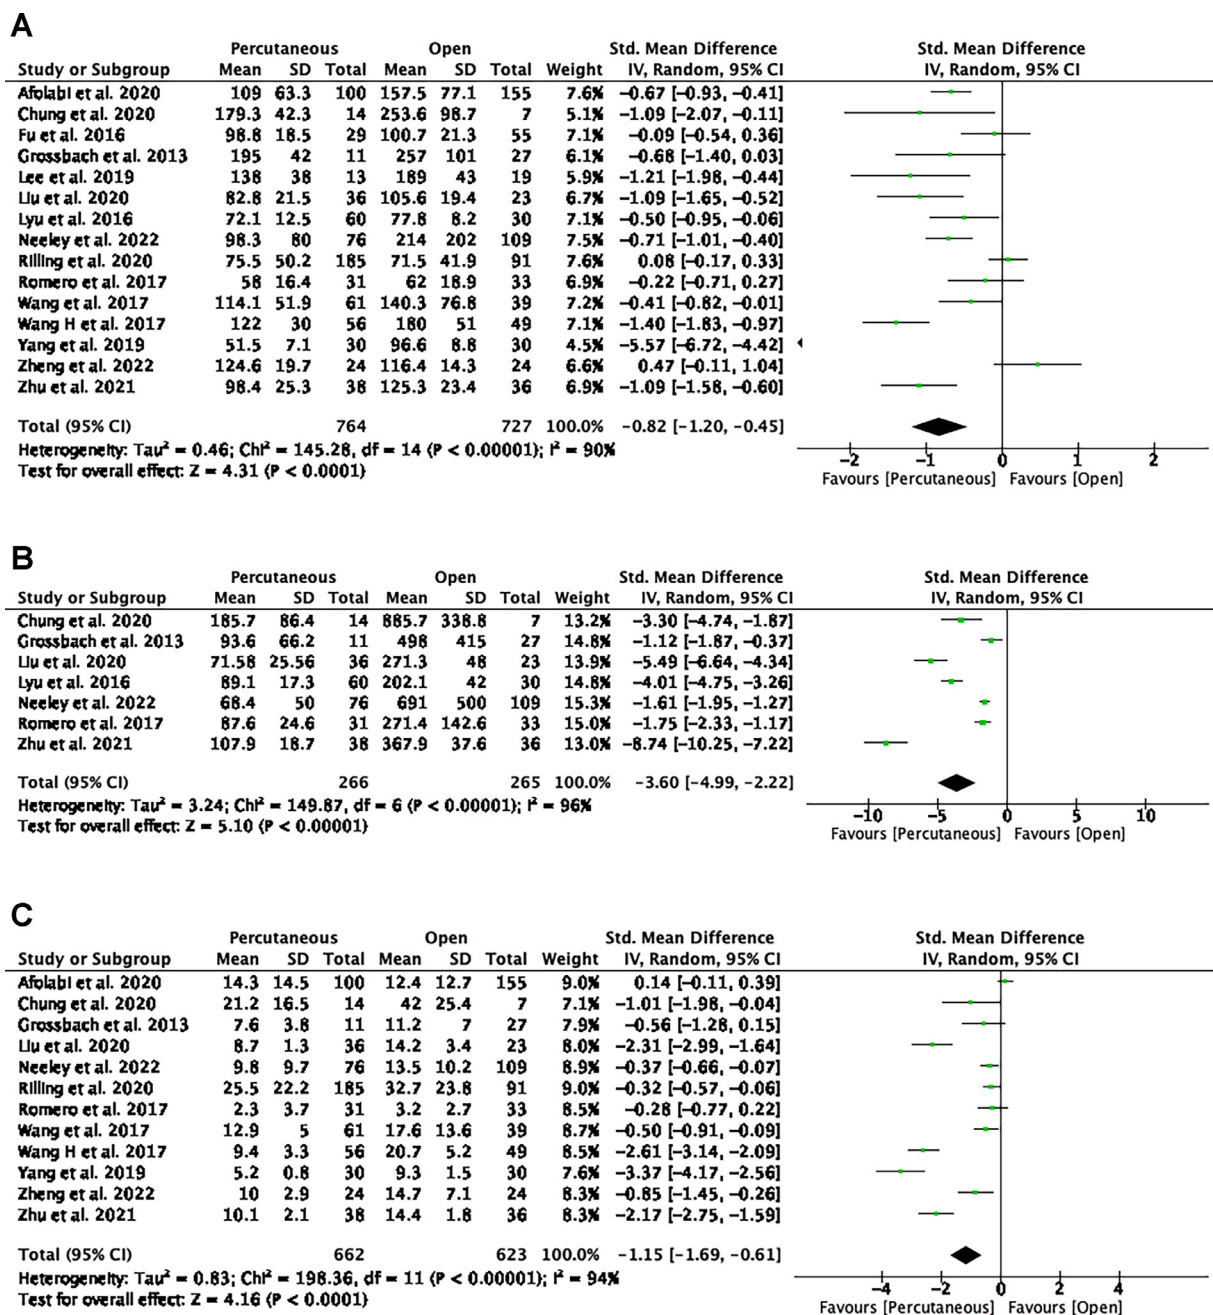 A
Percutaneous Open Std. Mean Difference Std. Mean Difference
Study or Subgroup Mean SD Total Mean SD Total Weight IV, Random, 95% CI IV, Random, 95% CI
Afolabi et al. 2020 109 63.3 100 157.5 77.1 155 7.6% −0.67 [−0.93, −0.41]
Chung et al. 2020 179.3 42.3 14 253.6 98.7 7 5.1% −1.09 [−2.07, −0.11]
Fu et al. 2016 98.8 18.5 29 100.7 21.3 55 7.1% −0.09 [−0.54, 0.36]
Grossbach et al. 2013 195 42 11 257 101 27 6.1% −0.68 [−1.40, 0.03]
Lee et al. 2019 138 38 13 189 43 19 5.9% −1.21 [−1.98, −0.44]
Liu et al. 2020 82.8 21.5 36 105.6 19.4 23 6.7% −1.09 [−1.65, −0.52]
Lyu et al. 2016 72.1 12.5 60 77.8 8.2 30 7.1% −0.50 [−0.95, −0.06]
Neeley et al. 2022 98.3 80 76 214 202 109 7.5% −0.71 [−1.01, −0.40]
Rilling et al. 2020 75.5 50.2 185 71.5 41.9 91 7.6% 0.08 [−0.17, 0.33]
Romero et al. 2017 58 16.4 31 62 18.9 33 6.9% −0.22 [−0.71, 0.27]
Wang et al. 2017 114.1 51.9 61 140.3 76.8 39 7.2% −0.41 [−0.82, −0.01]
Wang H et al. 2017 122 30 56 180 51 49 7.1% −1.40 [−1.83, −0.97]
Yang et al. 2019 51.5 7.1 30 96.6 8.8 30 4.5% −5.57 [−6.72, −4.42]
Zheng et al. 2022 124.6 19.7 24 116.4 14.3 24 6.6% 0.47 [−0.11, 1.04]
Zhu et al. 2021 98.4 25.3 38 125.3 23.4 36 6.9% −1.09 [−1.58, −0.60]
Total (95% CI) 764 727 100.0% −0.82 [−1.20, −0.45]
Heterogeneity: Tau² = 0.46; Chi² = 145.28, df = 14 (P < 0.00001); I² = 90%
Test for overall effect: Z = 4.31 (P < 0.0001)
−2 −1 0 1 2
Favours [Percutaneous] Favours [Open]
B
Percutaneous Open Std. Mean Difference Std. Mean Difference
Study or Subgroup Mean SD Total Mean SD Total Weight IV, Random, 95% CI IV, Random, 95% CI
Chung et al. 2020 185.7 86.4 14 885.7 338.8 7 13.2% −3.30 [−4.74, −1.87]
Grossbach et al. 2013 93.6 66.2 11 498 415 27 14.8% −1.12 [−1.87, −0.37]
Liu et al. 2020 71.58 25.56 36 271.3 48 23 13.9% −5.49 [−6.64, −4.34]
Lyu et al. 2016 89.1 17.3 60 202.1 42 30 14.8% −4.01 [−4.75, −3.26]
Neeley et al. 2022 68.4 50 76 691 500 109 15.3% −1.61 [−1.95, −1.27]
Romero et al. 2017 87.6 24.6 31 271.4 142.6 33 15.0% −1.75 [−2.33, −1.17]
Zhu et al. 2021 107.9 18.7 38 367.9 37.6 36 13.0% −8.74 [−10.25, −7.22]
Total (95% CI) 266 265 100.0% −3.60 [−4.99, −2.22]
Heterogeneity: Tau² = 3.24; Chi² = 149.87, df = 6 (P < 0.00001); I² = 96%
Test for overall effect: Z = 5.10 (P < 0.00001)
−10 −5 0 5 10
Favours [Percutaneous] Favours [Open]
C
Percutaneous Open Std. Mean Difference Std. Mean Difference
Study or Subgroup Mean SD Total Mean SD Total Weight IV, Random, 95% CI IV, Random, 95% CI
Afolabi et al. 2020 14.3 14.5 100 12.4 12.7 155 9.0% 0.14 [−0.11, 0.39]
Chung et al. 2020 21.2 16.5 14 42 25.4 7 7.1% −1.01 [−1.98, −0.04]
Grossbach et al. 2013 7.6 3.8 11 11.2 7 27 7.9% −0.56 [−1.28, 0.15]
Liu et al. 2020 8.7 1.3 36 14.2 3.4 23 8.0% −2.31 [−2.99, −1.64]
Neeley et al. 2022 9.8 9.7 76 13.5 10.2 109 8.9% −0.37 [−0.66, −0.07]
Rilling et al. 2020 25.5 22.2 185 32.7 23.8 91 9.0% −0.32 [−0.57, −0.06]
Romero et al. 2017 2.3 3.7 31 3.2 2.7 33 8.5% −0.28 [−0.77, 0.22]
Wang et al. 2017 12.9 5 61 17.6 13.6 39 8.7% −0.50 [−0.91, −0.09]
Wang H et al. 2017 9.4 3.3 56 20.7 5.2 49 8.6% −2.61 [−3.14, −2.09]
Yang et al. 2019 5.2 0.8 30 9.3 1.5 30 7.6% −3.37 [−4.17, −2.56]
Zheng et al. 2022 10 2.9 24 14.7 7.1 24 8.3% −0.85 [−1.45, −0.26]
Zhu et al. 2021 10.1 2.1 38 14.4 1.8 36 8.3% −2.17 [−2.75, −1.59]
Total (95% CI) 662 623 100.0% −1.15 [−1.69, −0.61]
Heterogeneity: Tau² = 0.83; Chi² = 198.36, df = 11 (P < 0.00001); I² = 94%
Test for overall effect: Z = 4.16 (P < 0.0001)
−4 −2 0 2 4
Favours [Percutaneous] Favours [Open]